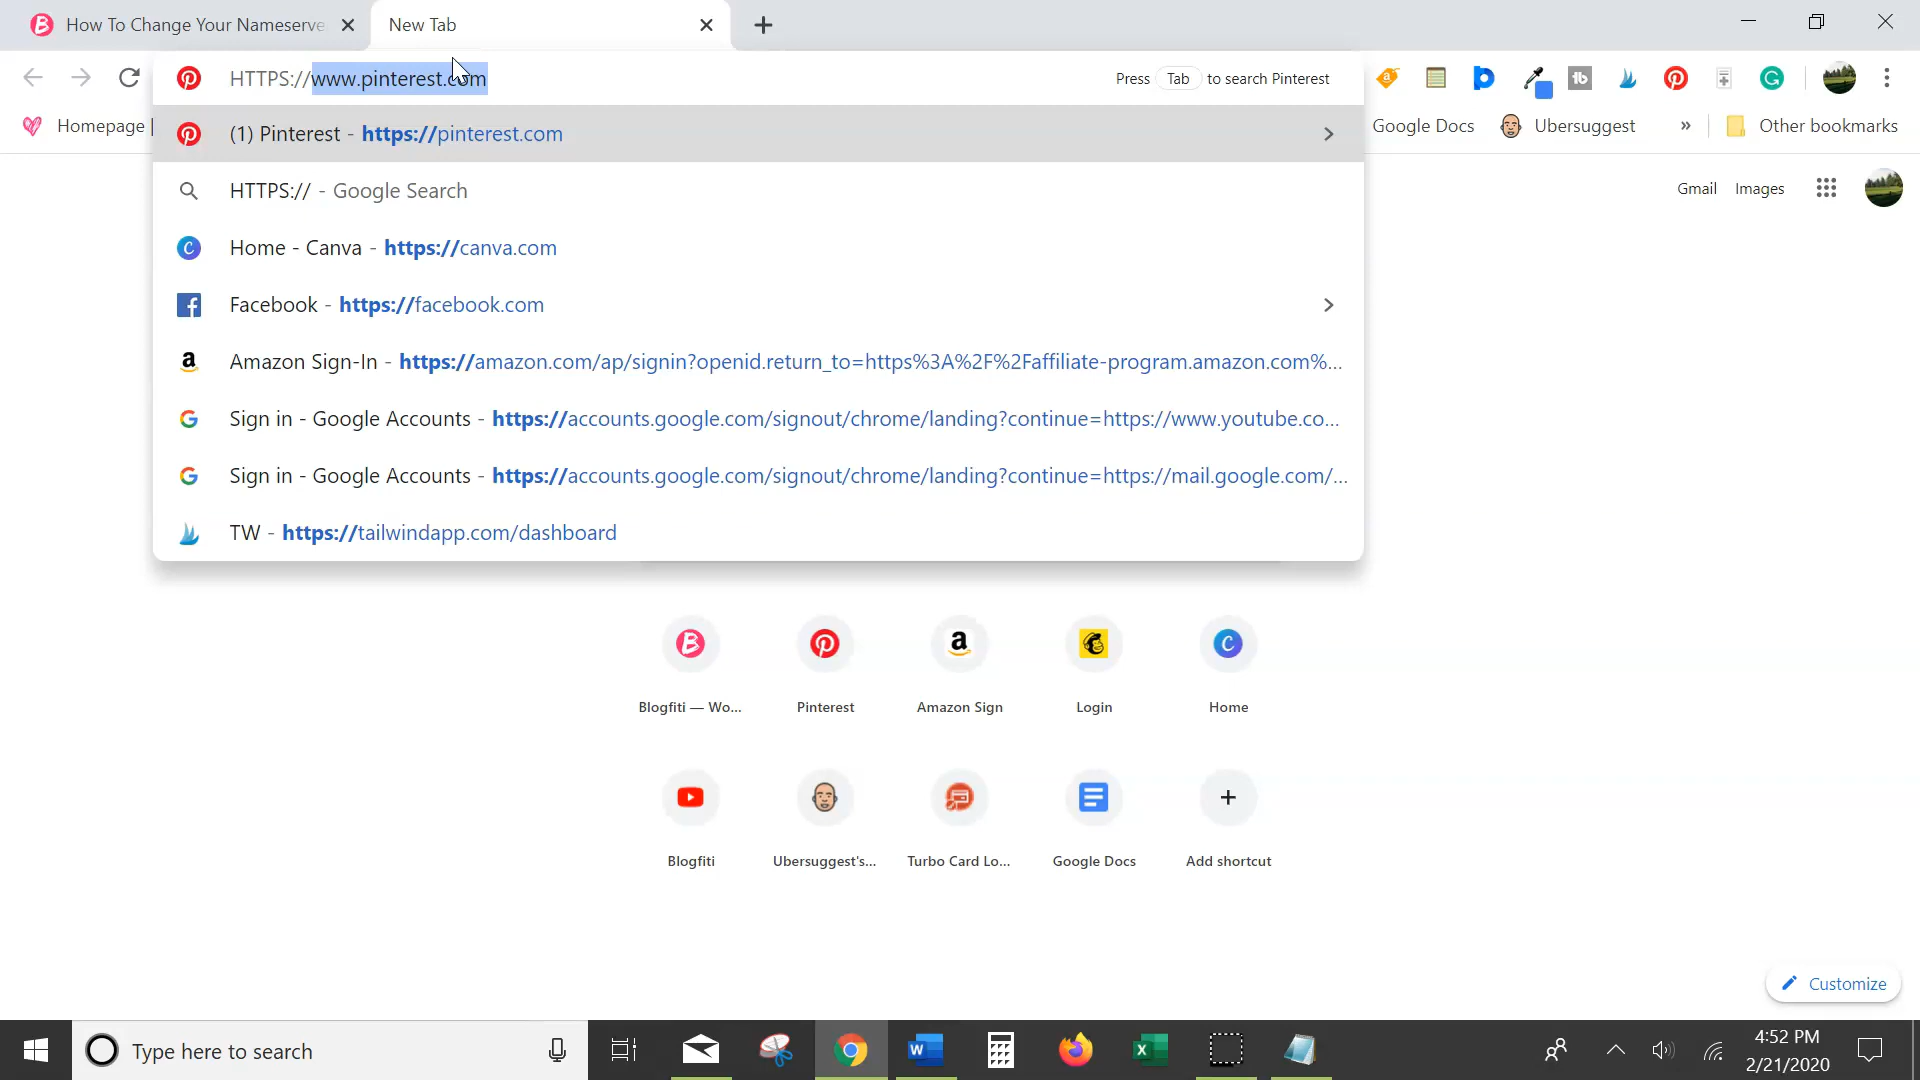 How To Change Your Nameserve
New Tab
HTTPS://www.pinterest.com
Press Tab to search Pinterest
Homepage |
Google Docs
Ubersuggest
»
Other bookmarks
(1) Pinterest - https://pinterest.com
HTTPS:// - Google Search
Home - Canva - https://canva.com
Facebook - https://facebook.com
Amazon Sign-In - https://amazon.com/ap/signin?openid.return_to=https%3A%2F%2Faffiliate-program.amazon.com%...
Sign in - Google Accounts - https://accounts.google.com/signout/chrome/landing?continue=https://www.youtube.co...
Sign in - Google Accounts - https://accounts.google.com/signout/chrome/landing?continue=https://mail.google.com/...
TW - https://tailwindapp.com/dashboard
Gmail
Images
Blogfiti — Wo...
Pinterest
Amazon Sign
Login
Home
Blogfiti
Ubersuggest's...
Turbo Card Lo...
Google Docs
Add shortcut
Customize
Type here to search
4:52 PM
2/21/2020